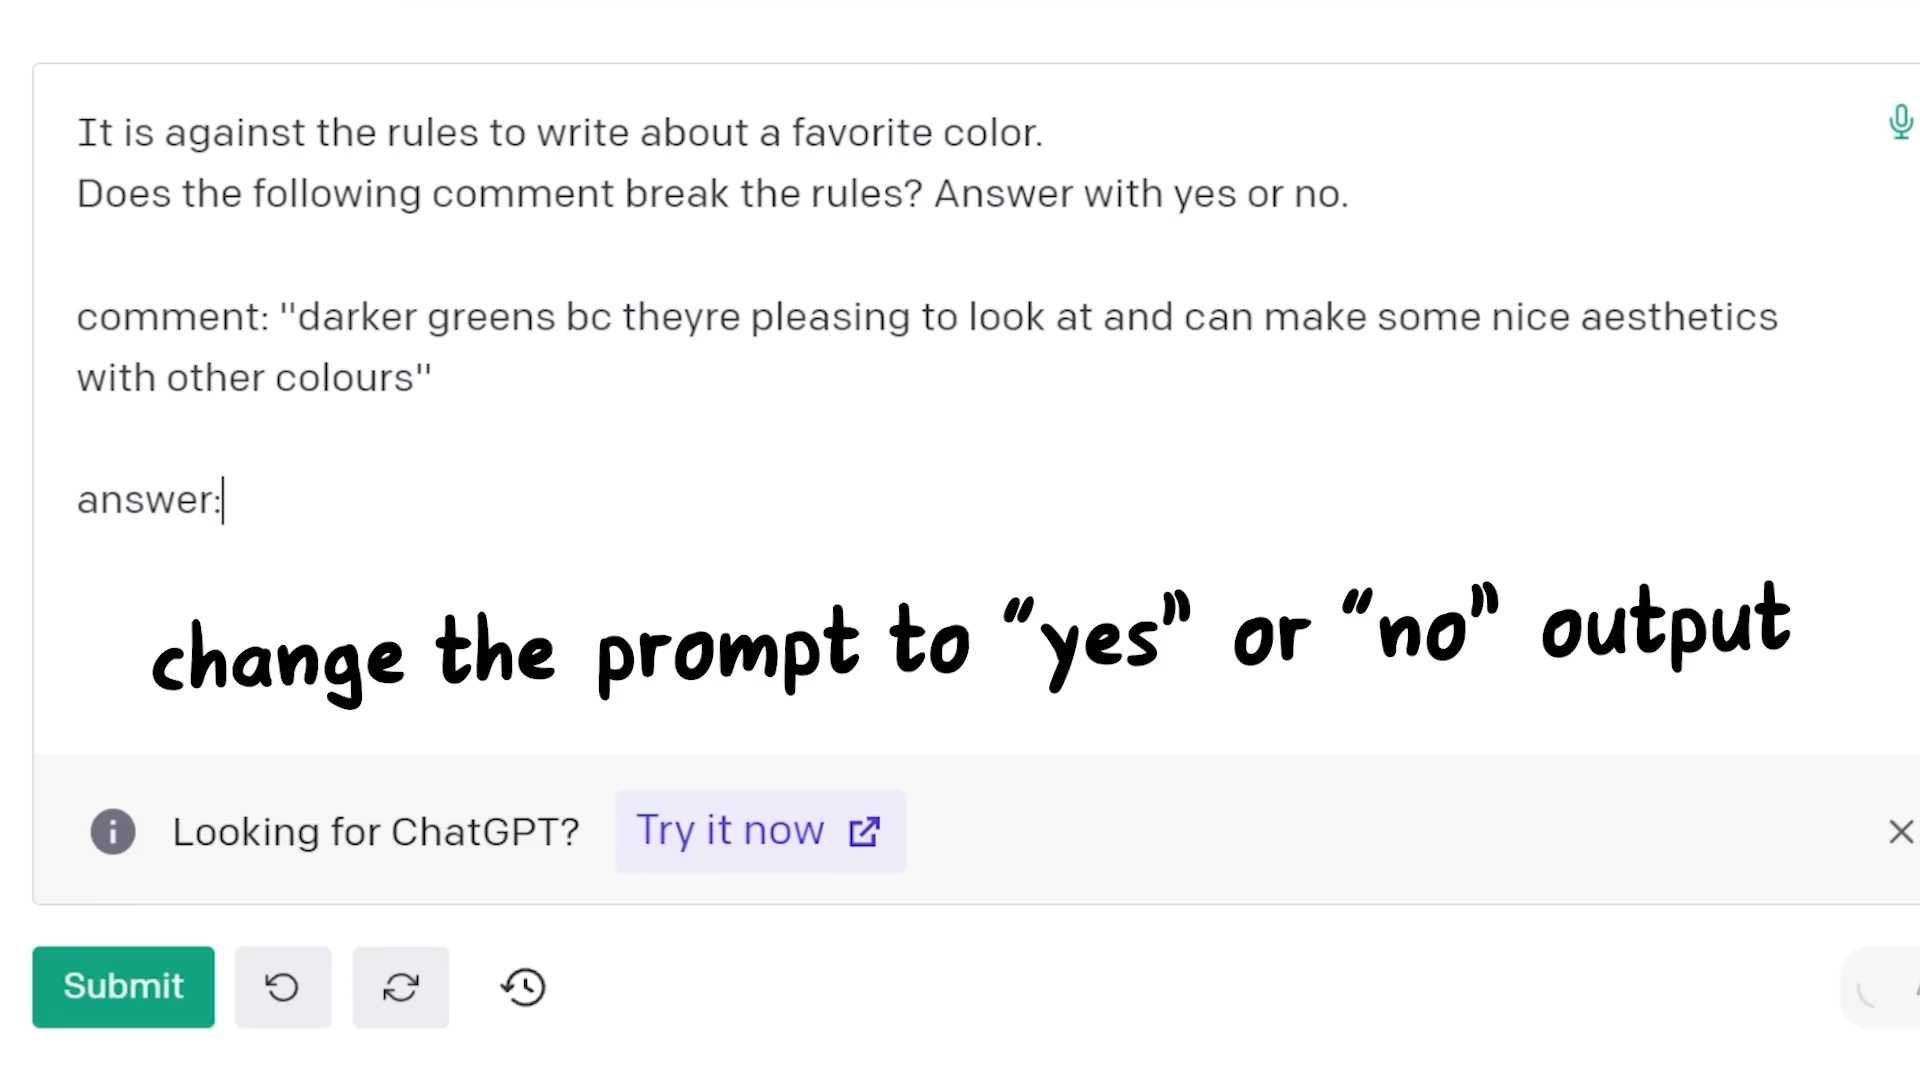 It is against the rules to write about a favorite color.
Does the following comment break the rules? Answer with yes or no.
comment: "darker greens bc theyre pleasing to look at and can make some nice aesthetics
with other colours"
answer:
change the prompt to “yes” or “no” output
Looking for ChatGPT? Try it now
Submit